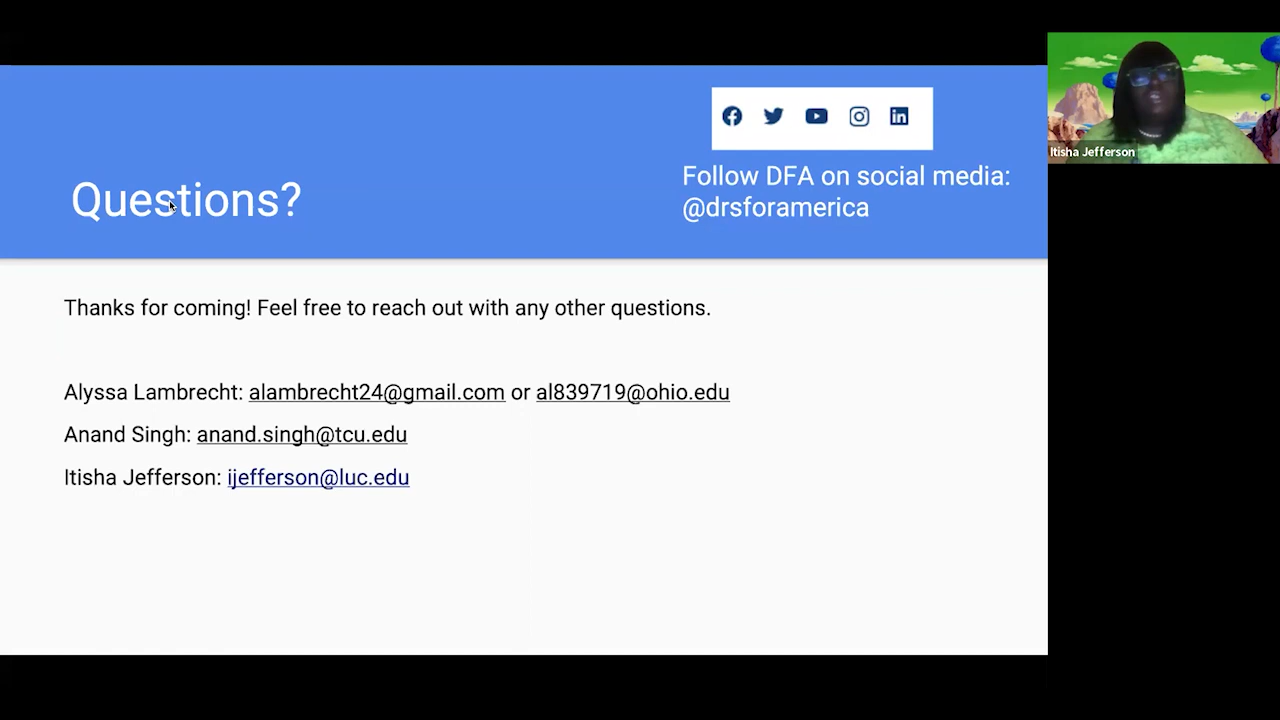 Questions?
Follow DFA on social media:
@drsforamerica
Itisha Jefferson
Thanks for coming! Feel free to reach out with any other questions.
Alyssa Lambrecht: alambrecht24@gmail.com or al839719@ohio.edu
Anand Singh: anand.singh@tcu.edu
Itisha Jefferson: ijefferson@luc.edu